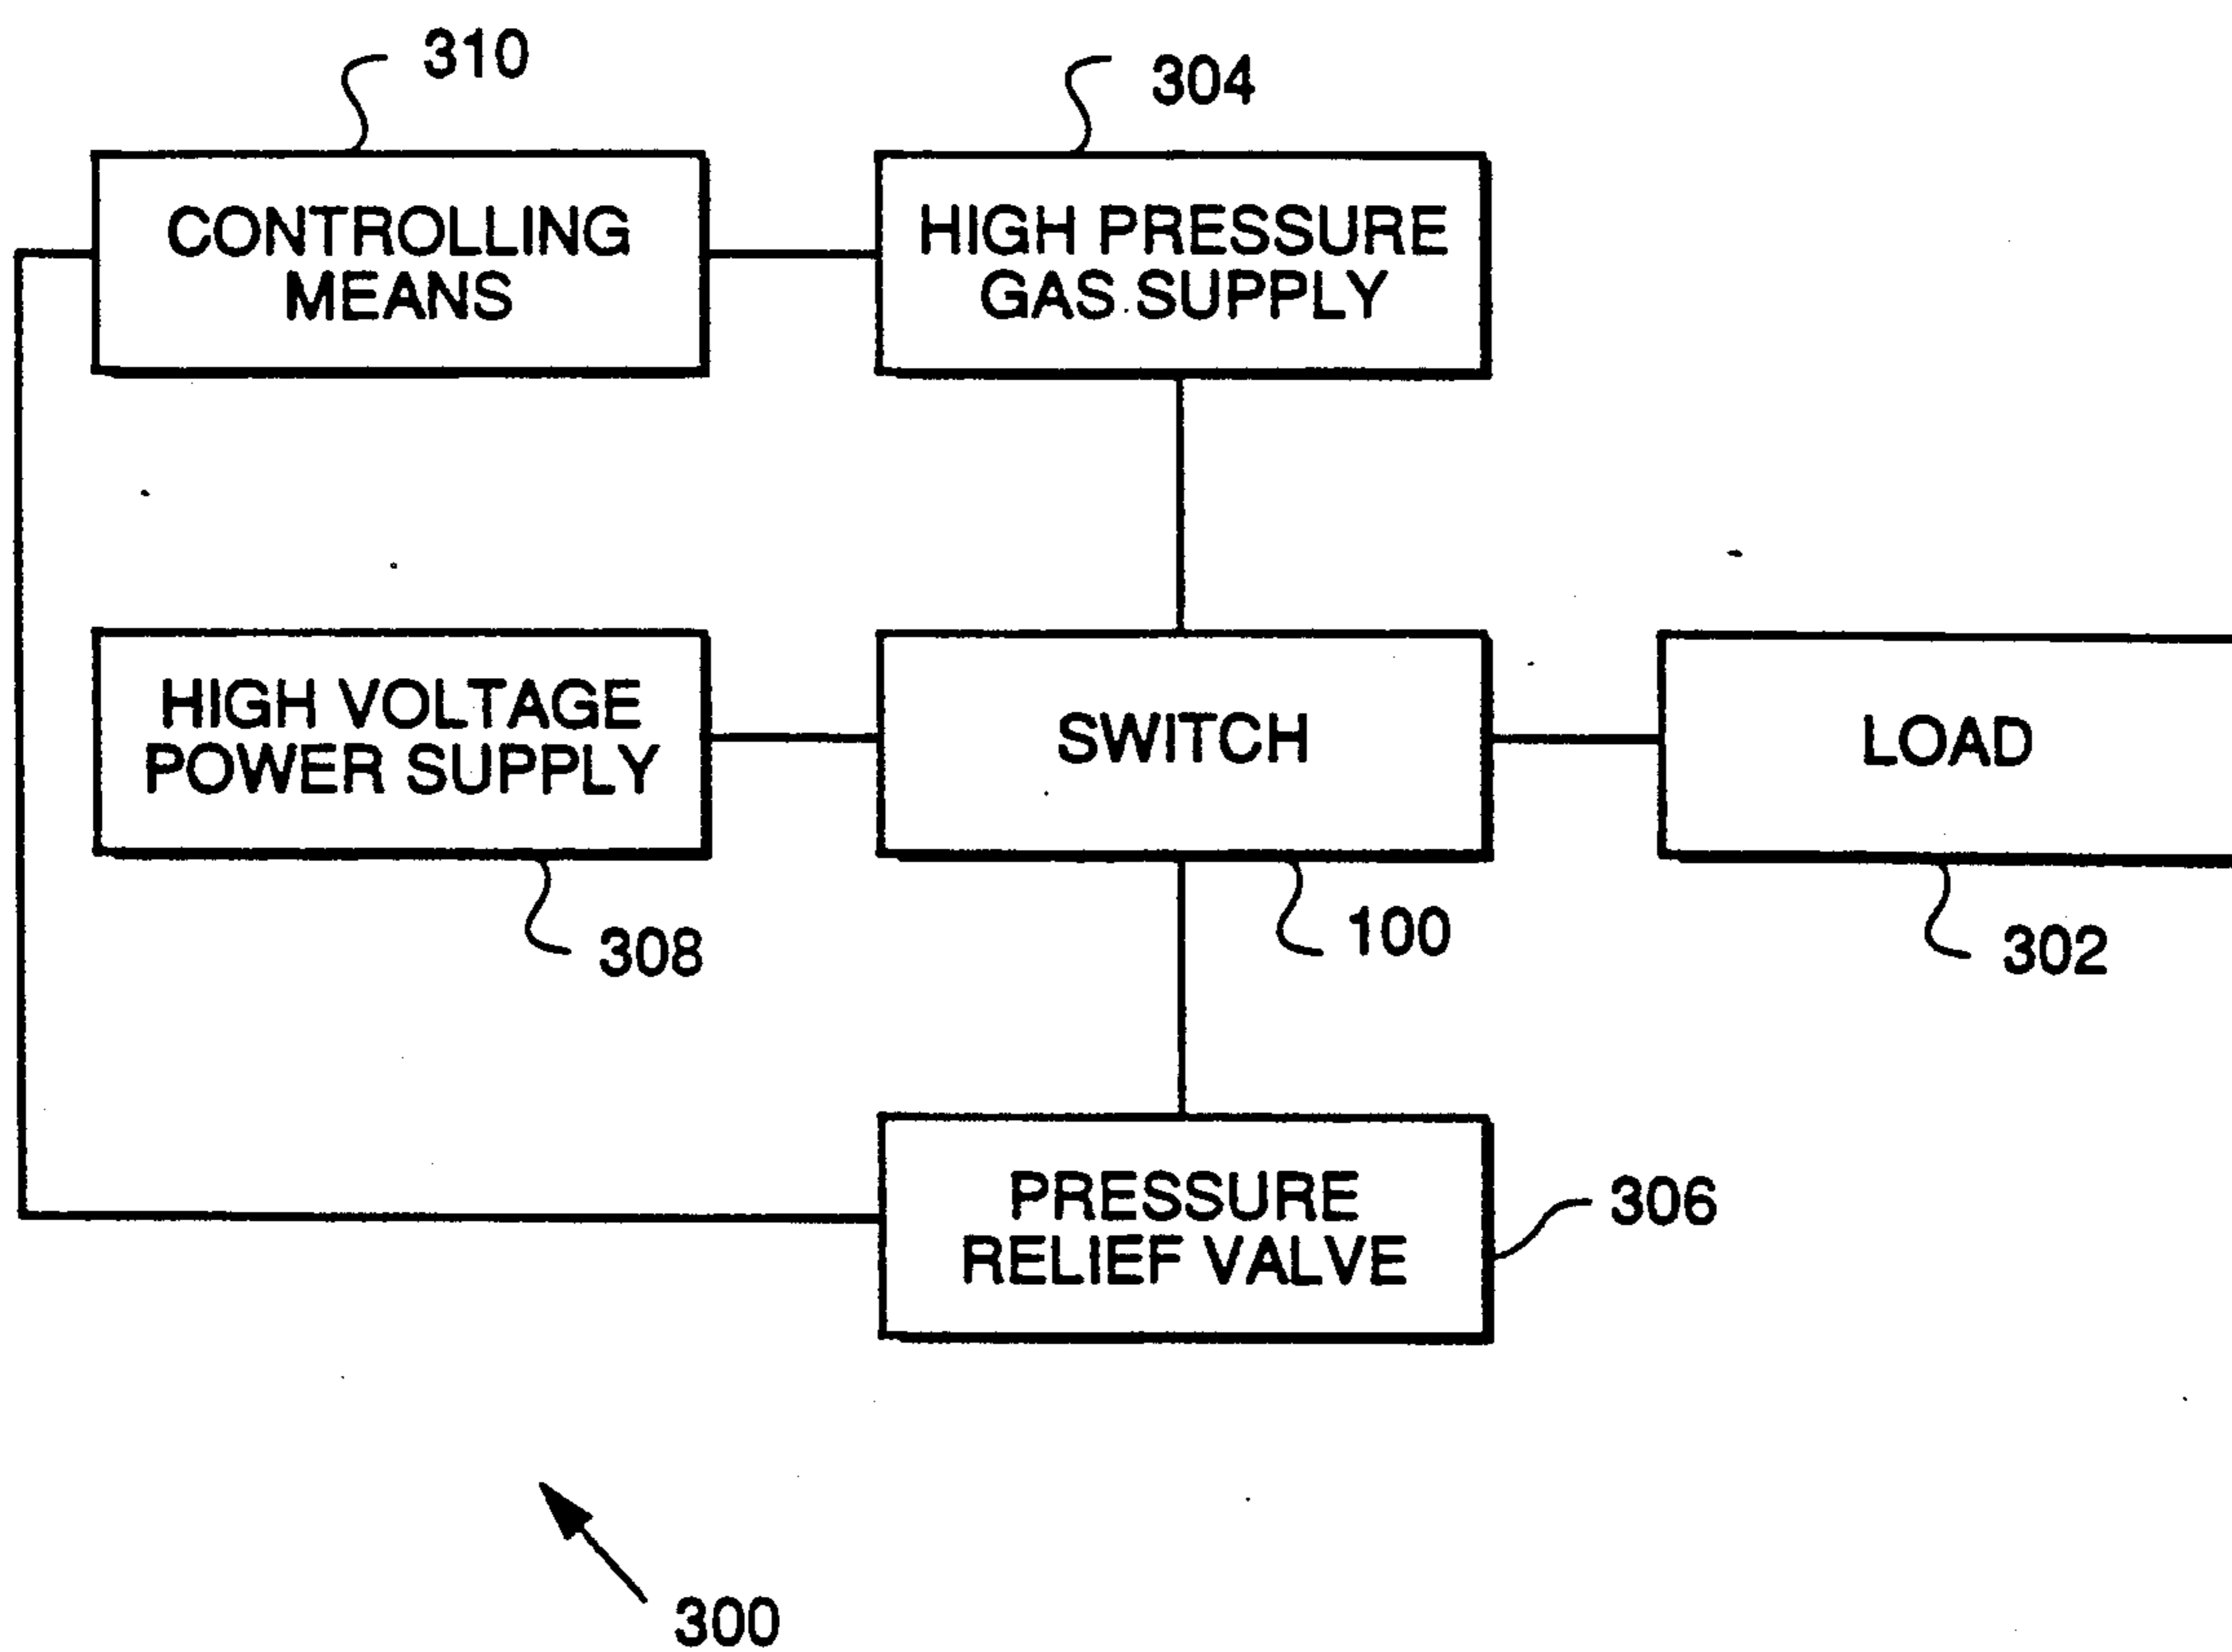 310
304
CONTROLLING
MEANS
HIGH PRESSURE
GAS SUPPLY
HIGH VOLTAGE
POWER SUPPLY
SWITCH
LOAD
308
100
302
PRESSURE
RELIEF VALVE
306
300